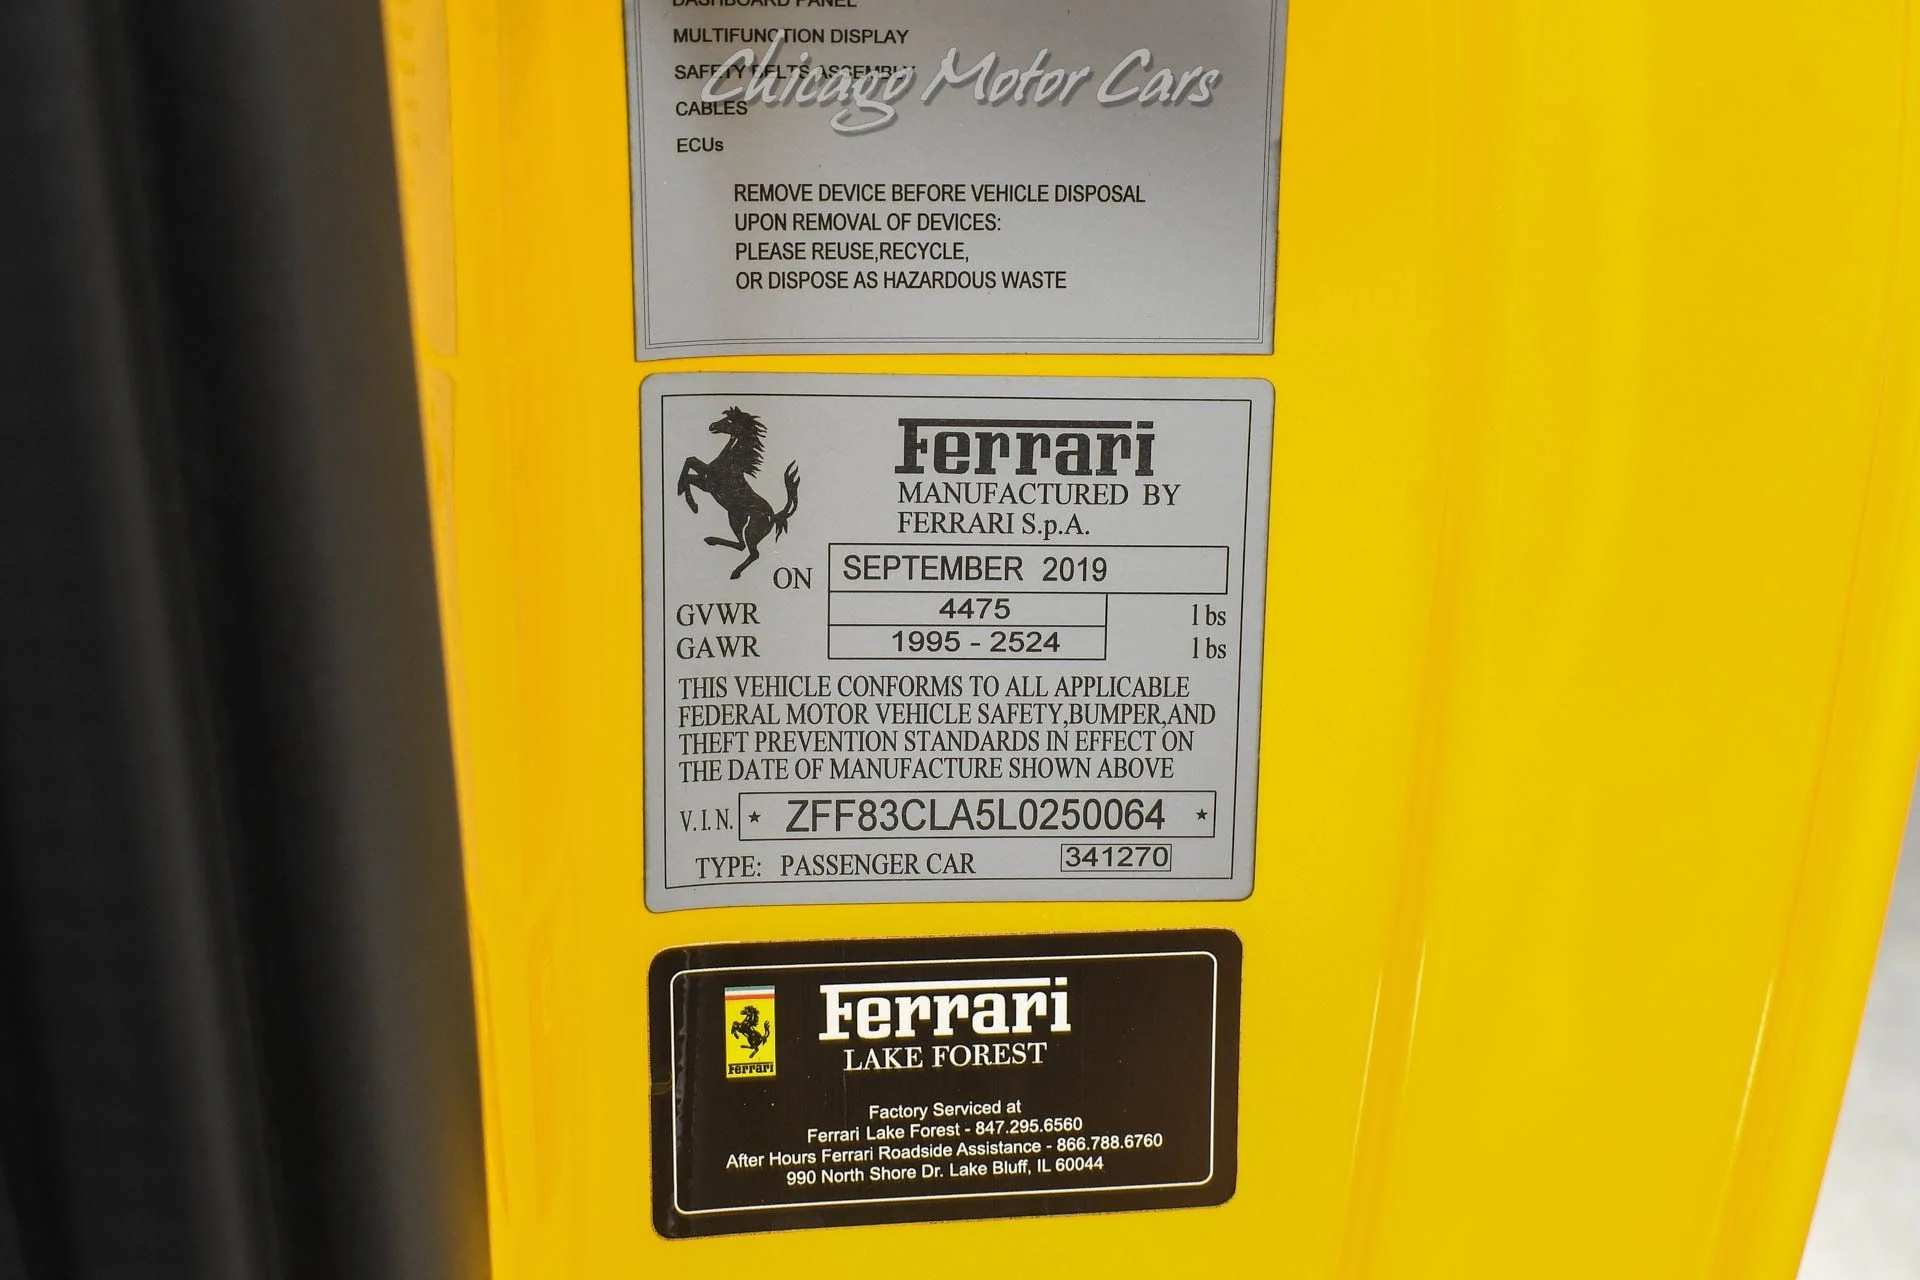 DASHBOARD PANEL
MULTIFUNCTION DISPLAY
SAFETY BELTS ASSEMBLY
Chicago Motor Cars
CABLES
ECUs
REMOVE DEVICE BEFORE VEHICLE DISPOSAL
UPON REMOVAL OF DEVICES:
PLEASE REUSE,RECYCLE,
OR DISPOSE AS HAZARDOUS WASTE
Ferrari
MANUFACTURED BY
FERRARI S.p.A.
ON SEPTEMBER 2019
GVWR 4475 lbs
GAWR 1995 - 2524 lbs
THIS VEHICLE CONFORMS TO ALL APPLICABLE
FEDERAL MOTOR VEHICLE SAFETY,BUMPER,AND
THEFT PREVENTION STANDARDS IN EFFECT ON
THE DATE OF MANUFACTURE SHOWN ABOVE
V.I.N. * ZFF83CLA5L0250064 *
TYPE: PASSENGER CAR 341270
Ferrari
Ferrari
LAKE FOREST
Factory Serviced at
Ferrari Lake Forest - 847.295.6560
After Hours Ferrari Roadside Assistance - 866.788.6760
990 North Shore Dr. Lake Bluff, IL 60044